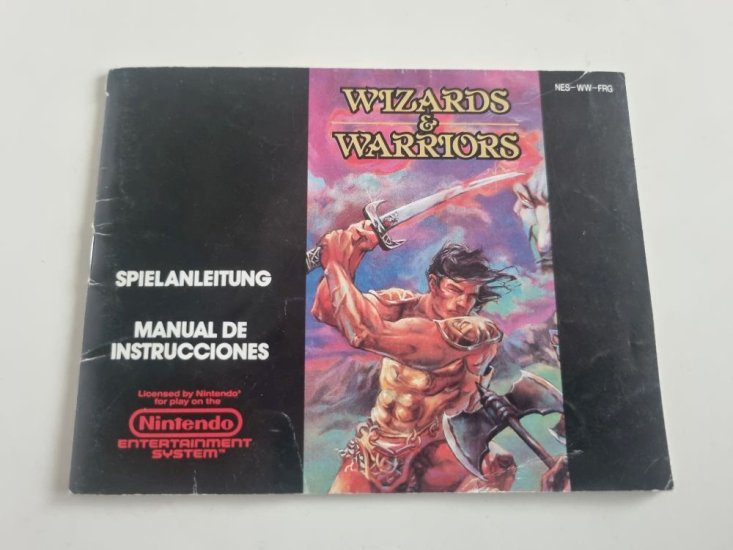 WIZARDS
&
WARRIORS
NES-WW-FRG
SPIELANLEITUNG
MANUAL DE
INSTRUCCIONES
Licensed by Nintendo®
for play on the
Nintendo
ENTERTAINMENT
SYSTEM™